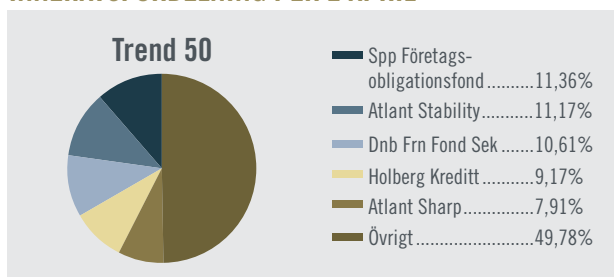 Trend 50
Spp Företags-
obligationsfond..........11,36%
Atlant Stability...........11,17%
Dnb Frn Fond Sek......10,61%
Holberg Kreditt...........9,17%
Atlant Sharp...............7,91%
Övrigt.........................49,78%